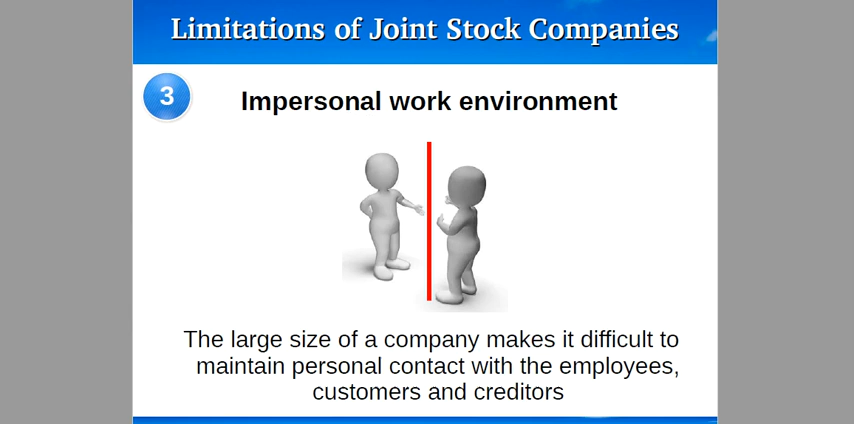 Limitations of Joint Stock Companies
3
Impersonal work environment
The large size of a company makes it difficult to
maintain personal contact with the employees,
customers and creditors